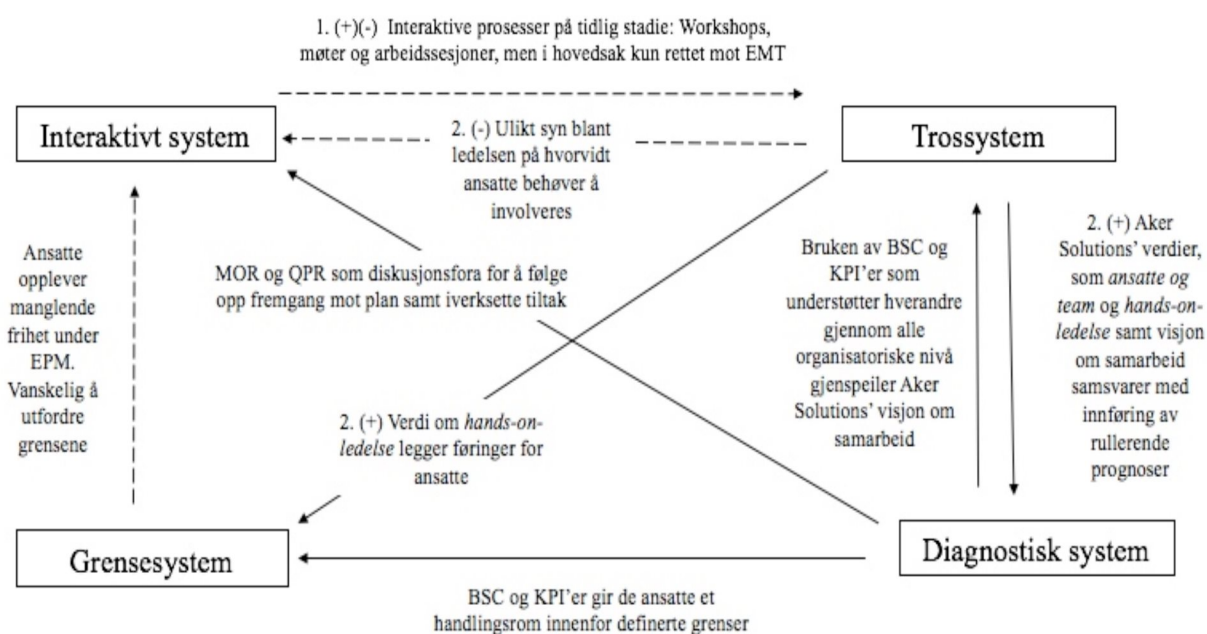 1. (+)(-) Interaktive prosesser på tidlig stadie: Workshops,
møter og arbeidssesjoner, men i hovedsak kun rettet mot EMT
Interaktivt system
2. (-) Ulikt syn blant
ledelsen på hvorvidt
ansatte behøver å
involveres
Trossystem
Ansatte
opplever
manglende
frihet under
EPM.
Vanskelig å
utfordre
grensene
MOR og QPR som diskusjonsfora for å følge
opp fremgang mot plan samt iverksette tiltak
Bruken av BSC og
KPI'er som
understøtter hverandre
gjennom alle
organisatoriske nivå
gjenspeiler Aker
Solutions' visjon om
samarbeid
2. (+) Aker
Solutions' verdier,
som ansatte og
team og hands-on-
ledelse samt visjon
om samarbeid
samsvarer med
innføring av
rullerende
prognoser
2. (+) Verdi om hands-on-
ledelse legger føringer for
ansatte
Grensesystem
Diagnostisk system
BSC og KPI'er gir de ansatte et
handlingsrom innenfor definerte grenser